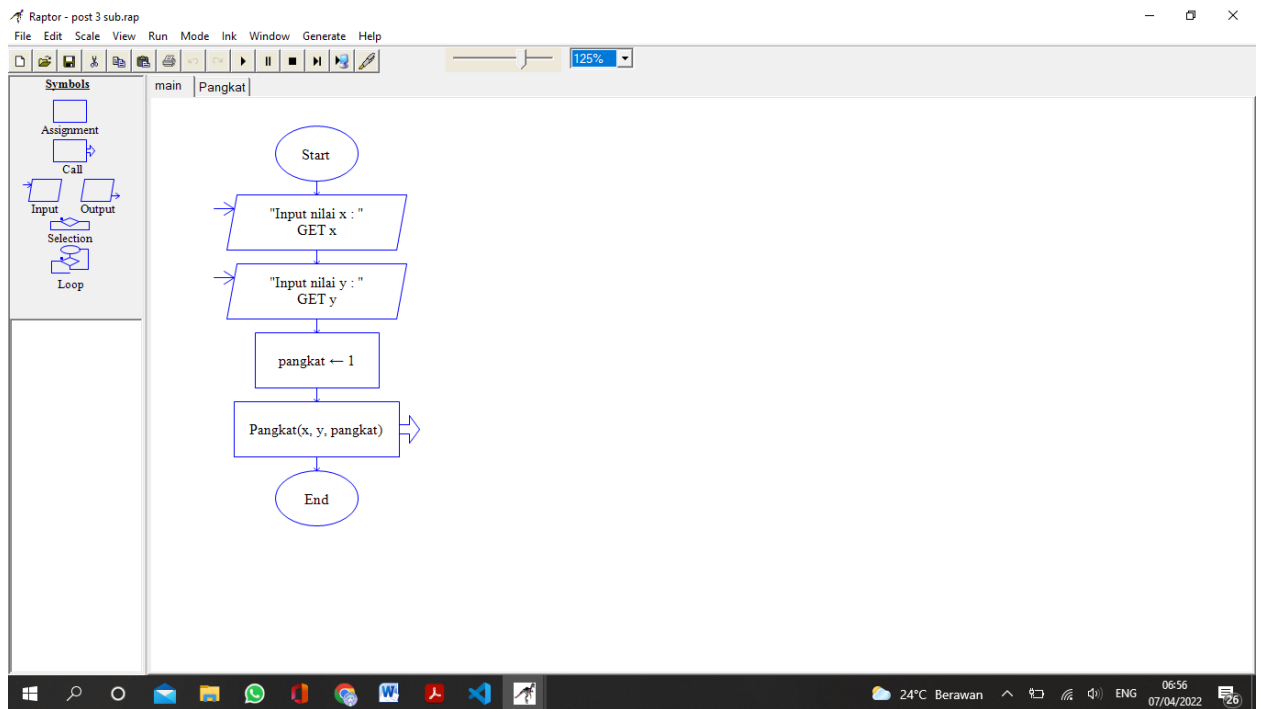 Raptor - post 3 sub.rap
File Edit Scale View Run Mode Ink Window Generate Help
125%
Symbols
Assignment
Call
Input Output
Selection
Loop
main Pangkat
Start
"Input nilai x : "
GET x
"Input nilai y : "
GET y
pangkat ← 1
Pangkat(x, y, pangkat)
End
24°C Berawan
ENG
06:56
07/04/2022
26